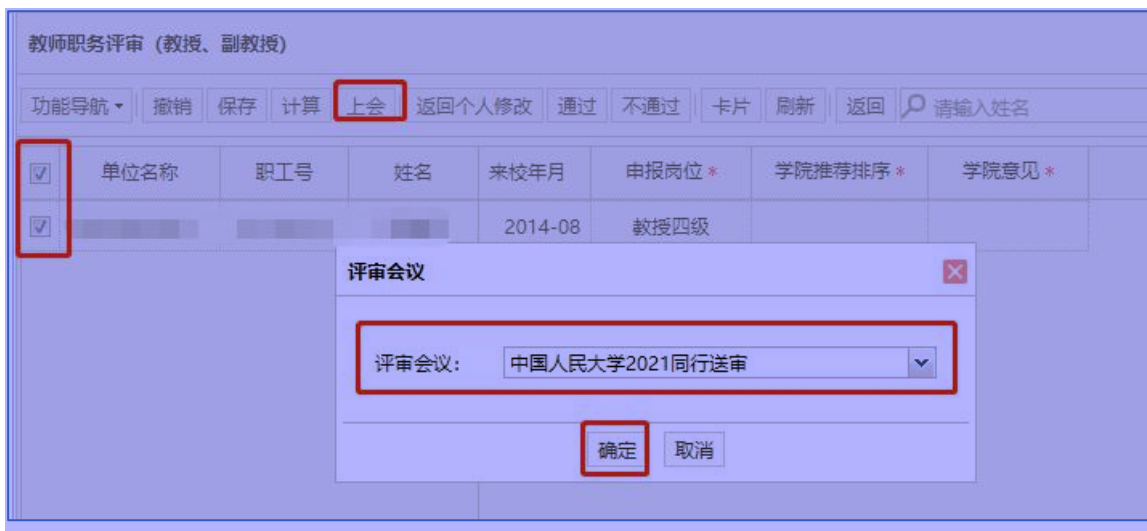 教师职务评审（教授、副教授）
功能导航 撤销 保存 计算 上会 返回个人修改 通过 不通过 卡片 刷新 返回 请输入姓名
单位名称 职工号 姓名 来校年月 申报岗位* 学院推荐排序* 学院意见*
2014-08 教授四级
评审会议
评审会议： 中国人民大学2021同行送审
确定 取消